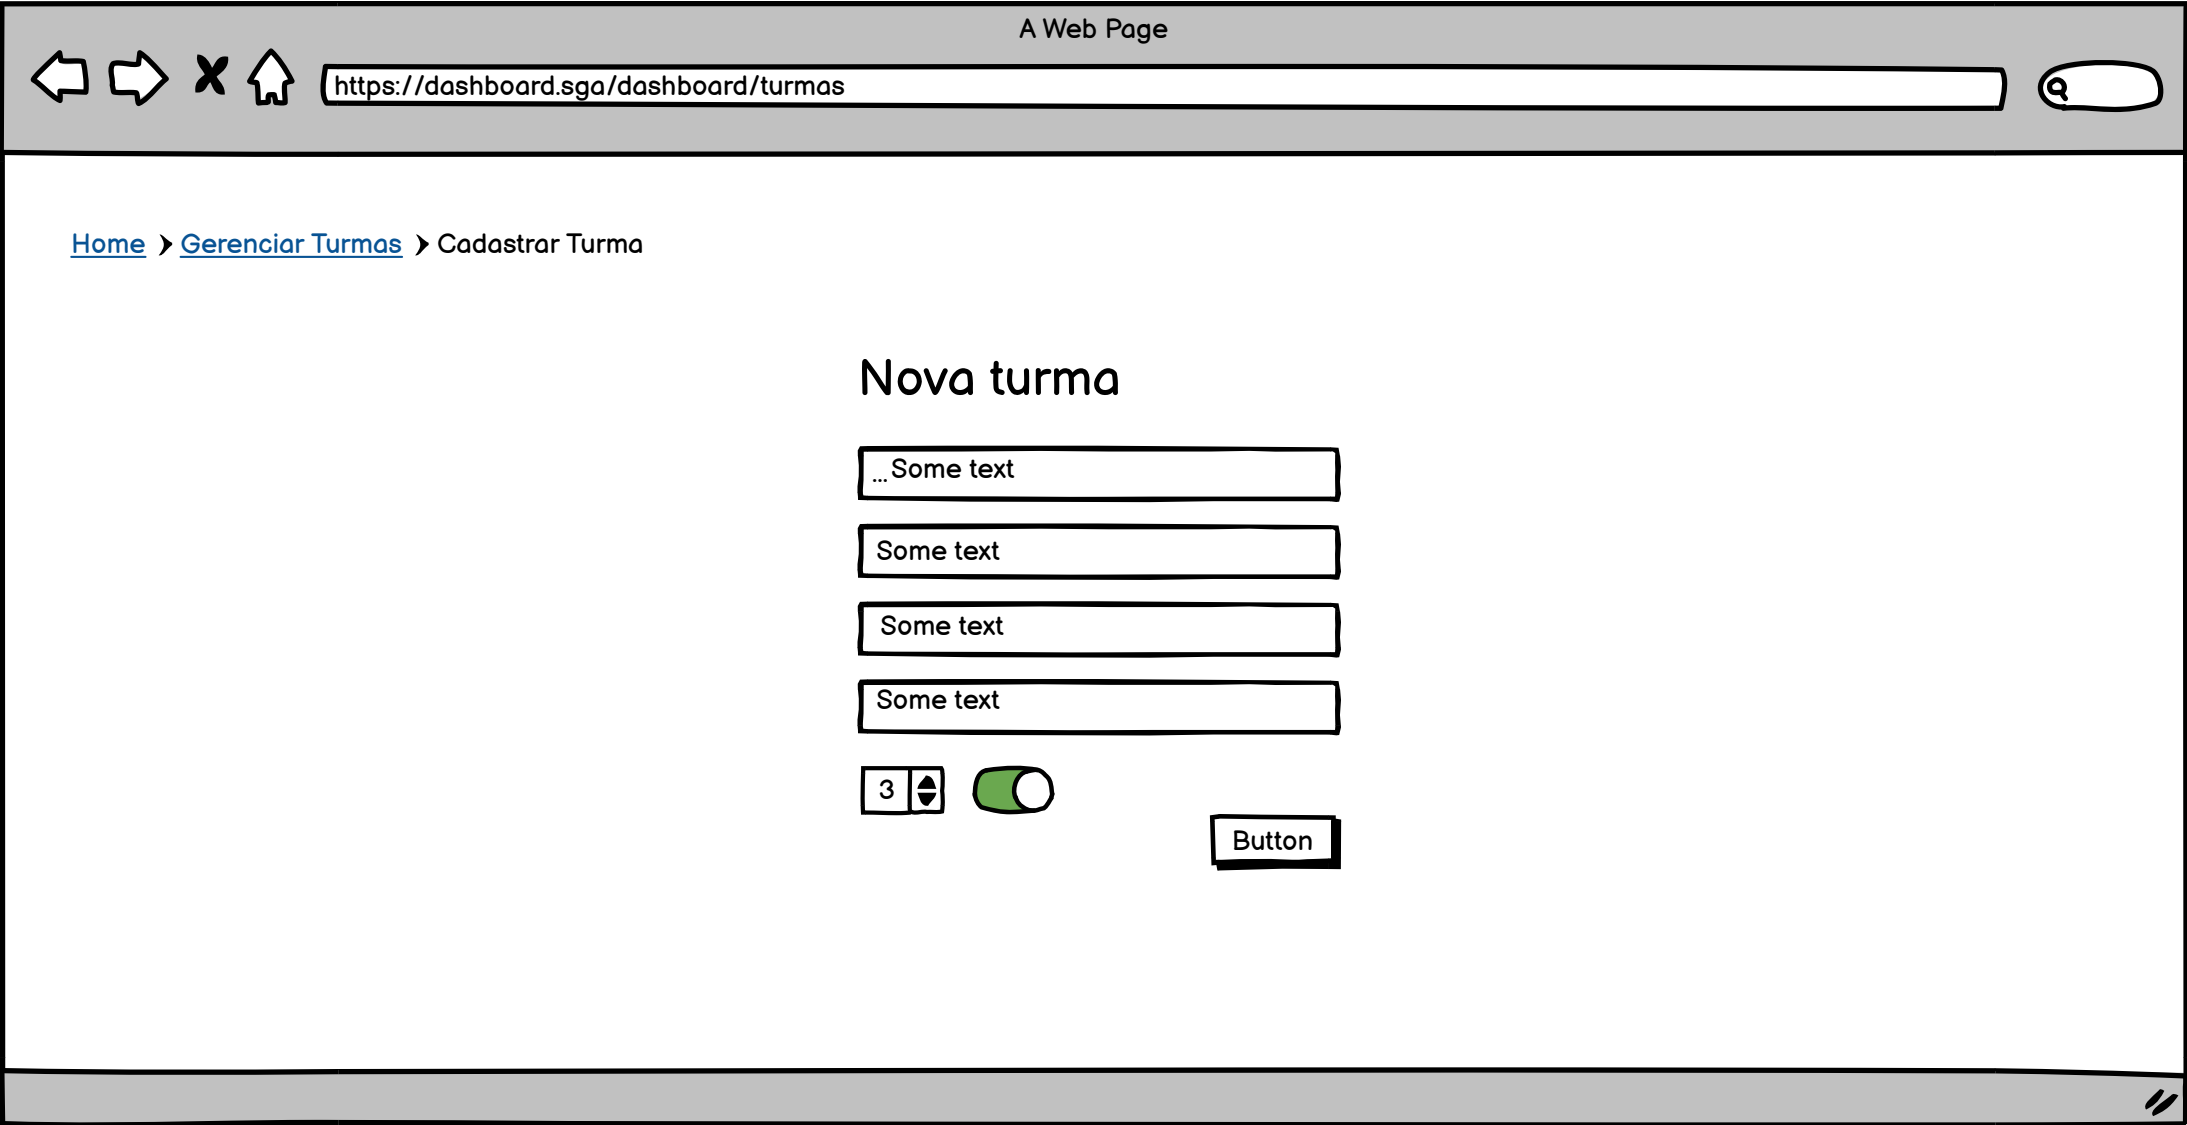 A Web Page
https://dashboard.sga/dashboard/turmas
Home Gerenciar Turmas Cadastrar Turma
Nova turma
...Some text
Some text
Some text
Some text
3
Button